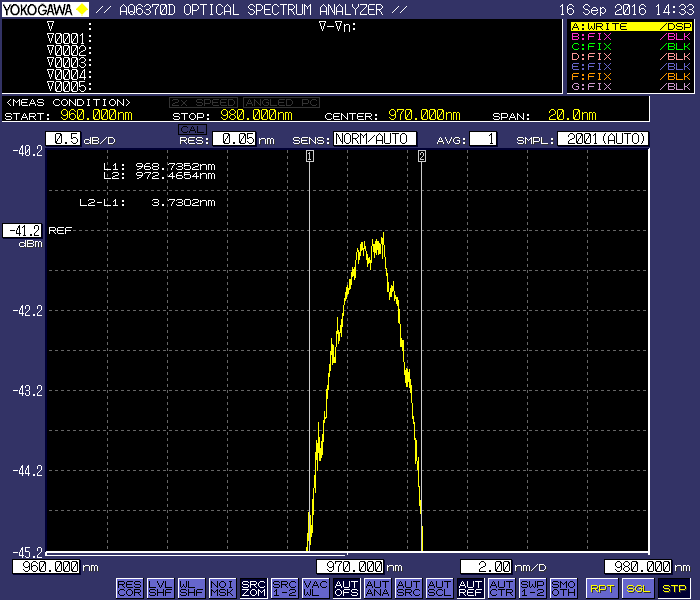 YOKOGAWA // AQ6370D OPTICAL SPECTRUM ANALYZER // 16 Sep 2016 14:33
∇ : ∇-∇n:
∇0001:
∇0002:
∇0003:
∇0004:
∇0005:
A:WRITE /DSP
B:FIX /BLK
C:FIX /BLK
D:FIX /BLK
E:FIX /BLK
F:FIX /BLK
G:FIX /BLK
<MEAS CONDITION> 2x SPEED ANGLED PC
START: 960.000nm STOP: 980.000nm CENTER: 970.000nm SPAN: 20.0nm
CAL
0.5 dB/D RES: 0.05 nm SENS: NORM/AUTO AVG: 1 SMPL: 2001(AUTO)
-40.2
1 2
L1: 968.7352nm
L2: 972.4654nm
L2-L1: 3.7302nm
-41.2 REF
dBm
-42.2
-43.2
-44.2
-45.2
960.000 nm 970.000 nm 2.00 nm/D 980.000 nm
RES COR LVL SHF WL SHF NOI MSK SRC ZOM SRC 1-2 VAC WL AUT OFS AUT ANA AUT SRC AUT SCL AUT REF AUT CTR SWP 1-2 SMO OTH RPT SGL STP